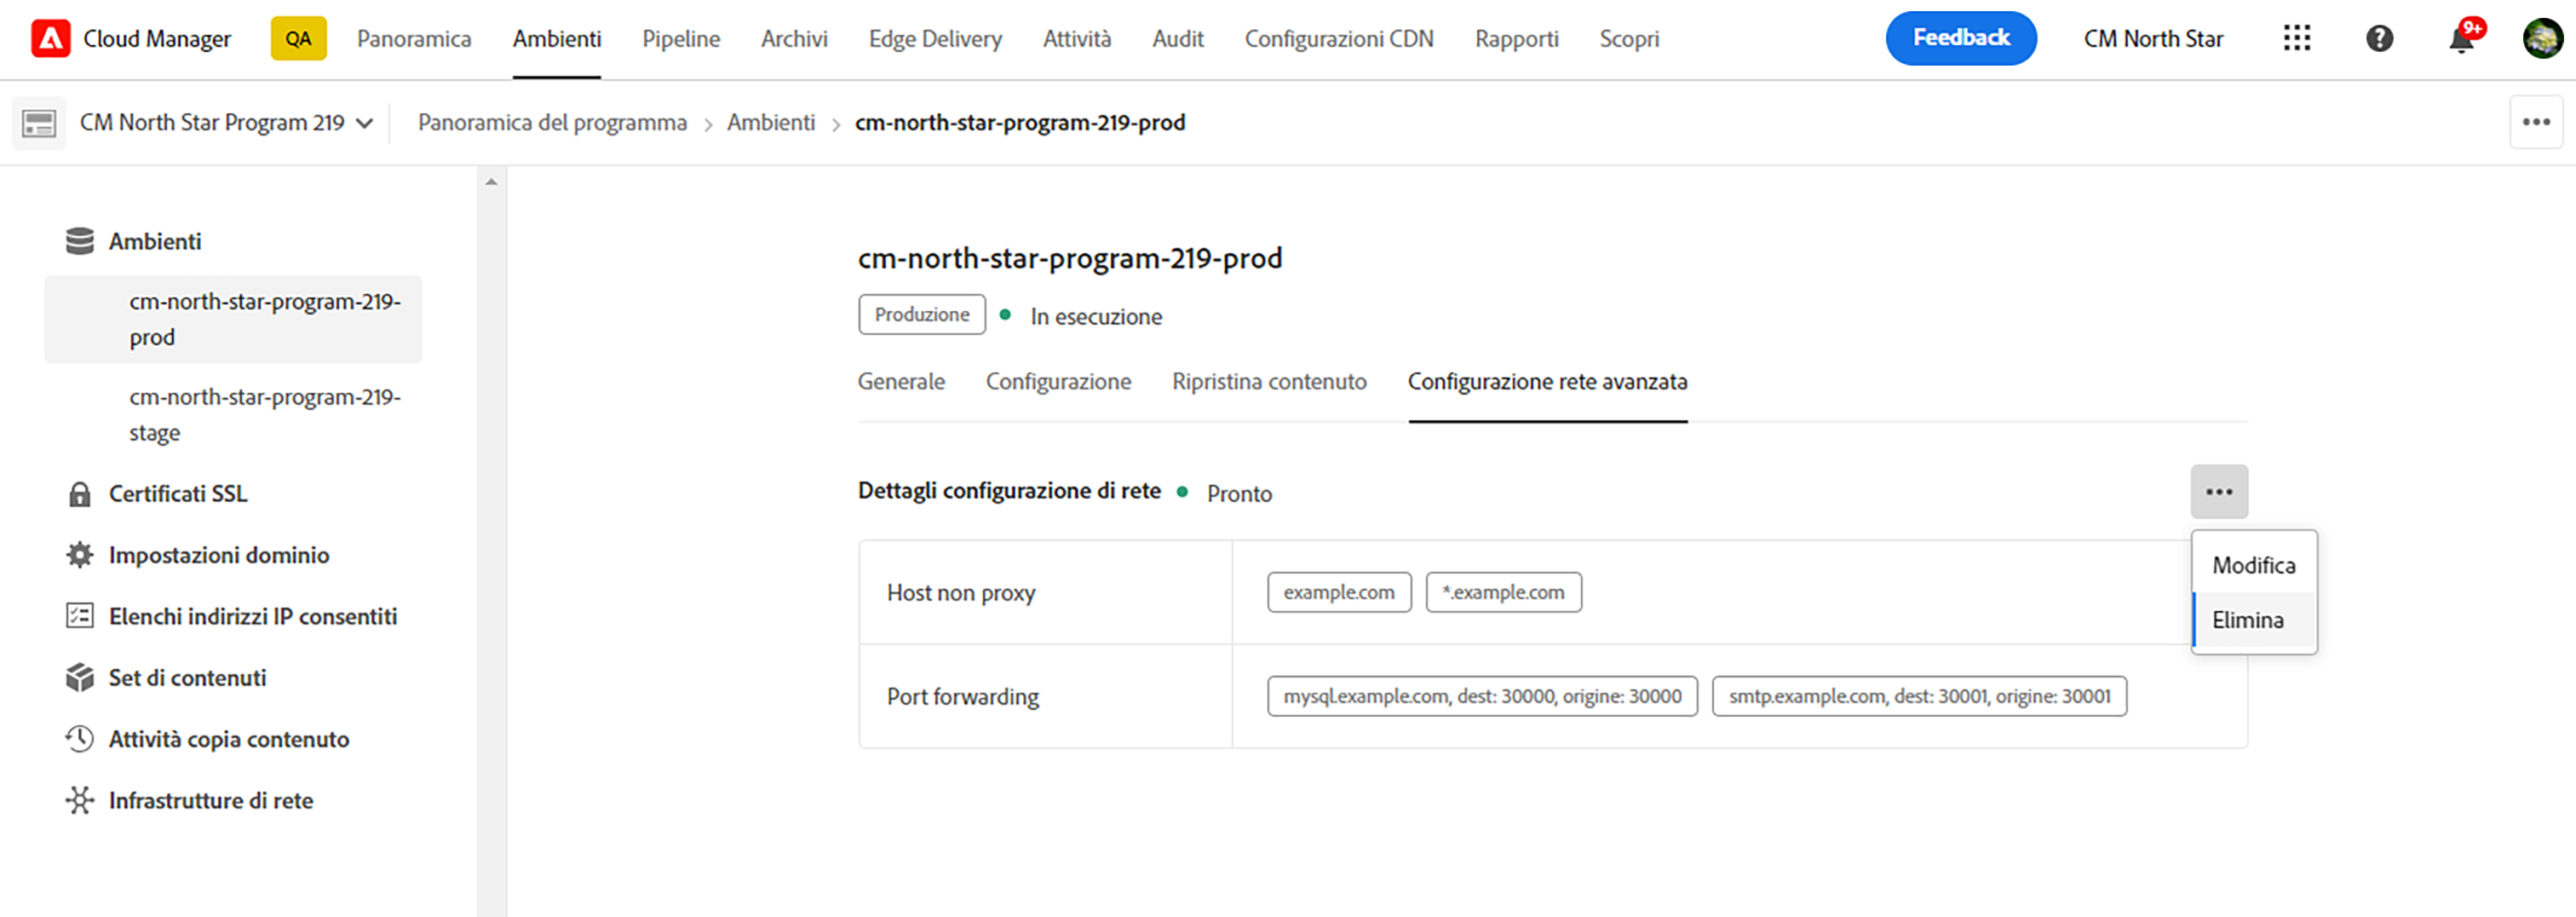 Cloud Manager QA Panoramica Ambienti Pipeline Archivi Edge Delivery Attività Audit Configurazioni CDN Rapporti Scopri Feedback CM North Star 9+
CM North Star Program 219 Panoramica del programma > Ambienti > cm-north-star-program-219-prod
Ambienti
cm-north-star-program-219-
prod
cm-north-star-program-219-
stage
Certificati SSL
Impostazioni dominio
Elenchi indirizzi IP consentiti
Set di contenuti
Attività copia contenuto
Infrastrutture di rete
cm-north-star-program-219-prod
Produzione In esecuzione
Generale Configurazione Ripristina contenuto Configurazione rete avanzata
Dettagli configurazione di rete Pronto
Modifica
Elimina
Host non proxy example.com *.example.com
Port forwarding mysql.example.com, dest: 30000, origine: 30000 smtp.example.com, dest: 30001, origine: 30001